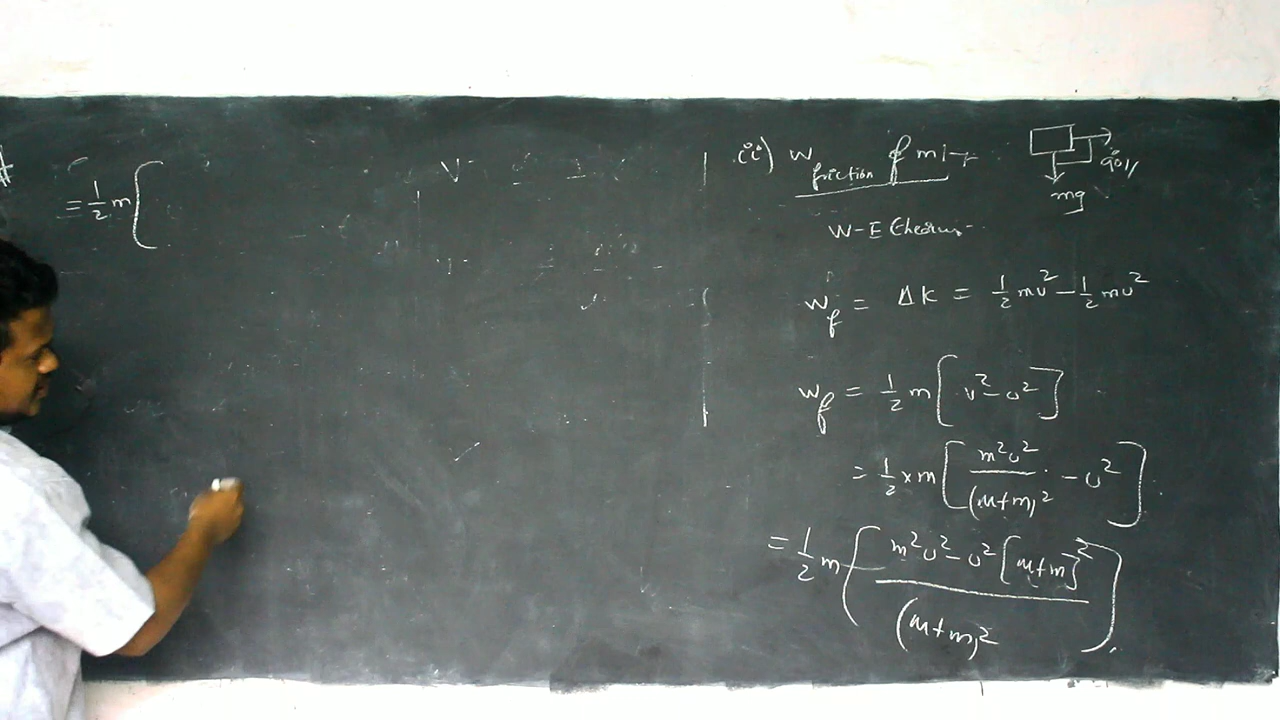 (ii) W friction of m
90°
mg
W-E Theorem
W_f = ΔK = 1/2 mv² - 1/2 mu²
W_f = 1/2 m [v² - u²]
= 1/2 × m [m²u² / (M+m)² - u²]
= 1/2 m [m²u² - u² [M+m]² / (M+m)²]
= 1/2 m [